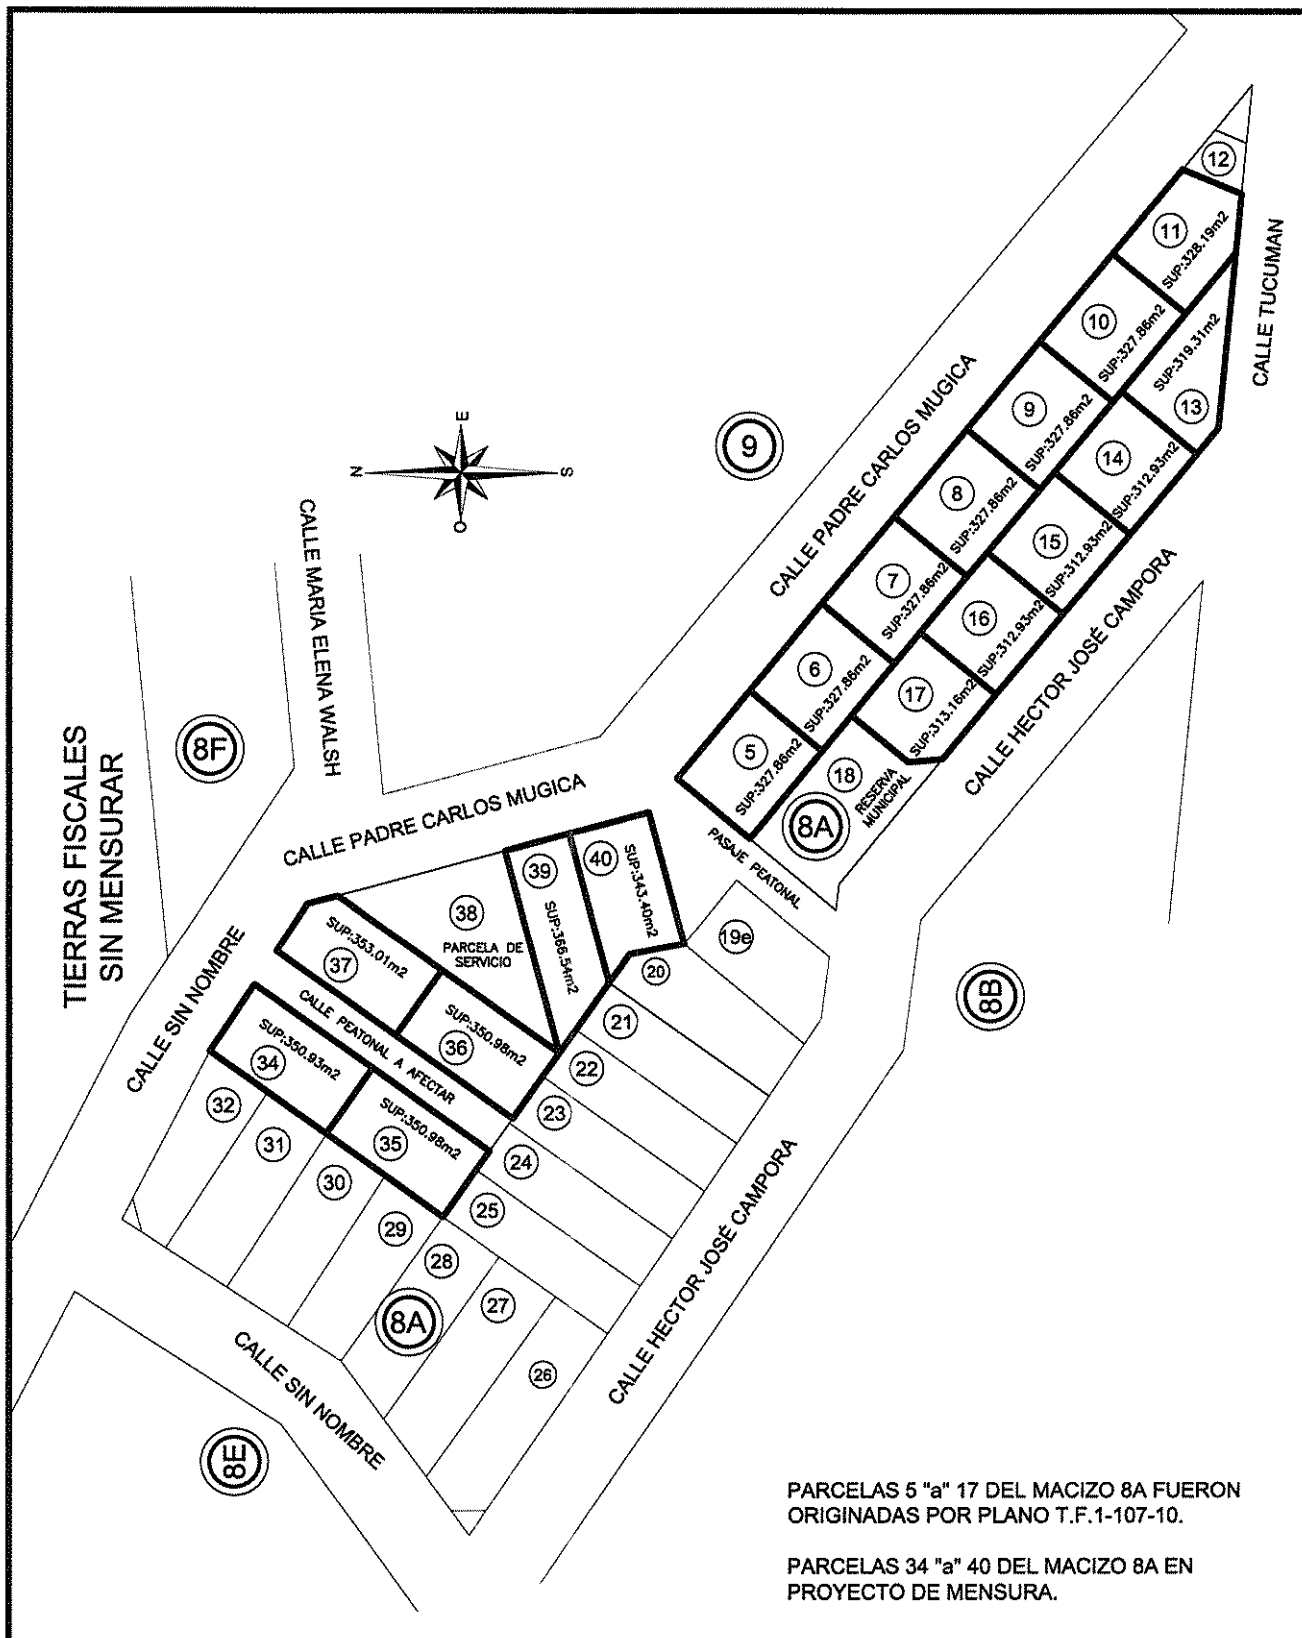 12
11
SUP:328.19m2
10
SUP:327.86m2
CALLE TUCUMAN
9
SUP:327.86m2
SUP:319.31m2
13
CALLE PADRE CARLOS MUGICA
9
8
SUP:327.86m2
14
SUP:312.93m2
7
SUP:327.86m2
15
SUP:312.93m2
6
SUP:327.86m2
16
SUP:312.93m2
5
SUP:327.86m2
17
SUP:313.16m2
CALLE HECTOR JOSÉ CAMPORA
18
RESERVA
MUNICIPAL
8A
PASAJE PEATONAL
N
E
S
O
CALLE MARIA ELENA WALSH
8F
TIERRAS FISCALES
SIN MENSURAR
CALLE PADRE CARLOS MUGICA
40
SUP:343.40m2
39
SUP:366.54m2
38
PARCELA DE
SERVICIO
SUP:353.01m2
37
SUP:350.98m2
36
CALLE PEATONAL A AFECTAR
CALLE SIN NOMBRE
SUP:350.93m2
34
SUP:350.98m2
35
19e
20
21
22
23
24
25
32
31
30
29
28
27
26
8A
8B
CALLE HECTOR JOSÉ CAMPORA
CALLE SIN NOMBRE
8E
PARCELAS 5 "a" 17 DEL MACIZO 8A FUERON
ORIGINADAS POR PLANO T.F.1-107-10.
PARCELAS 34 "a" 40 DEL MACIZO 8A EN
PROYECTO DE MENSURA.